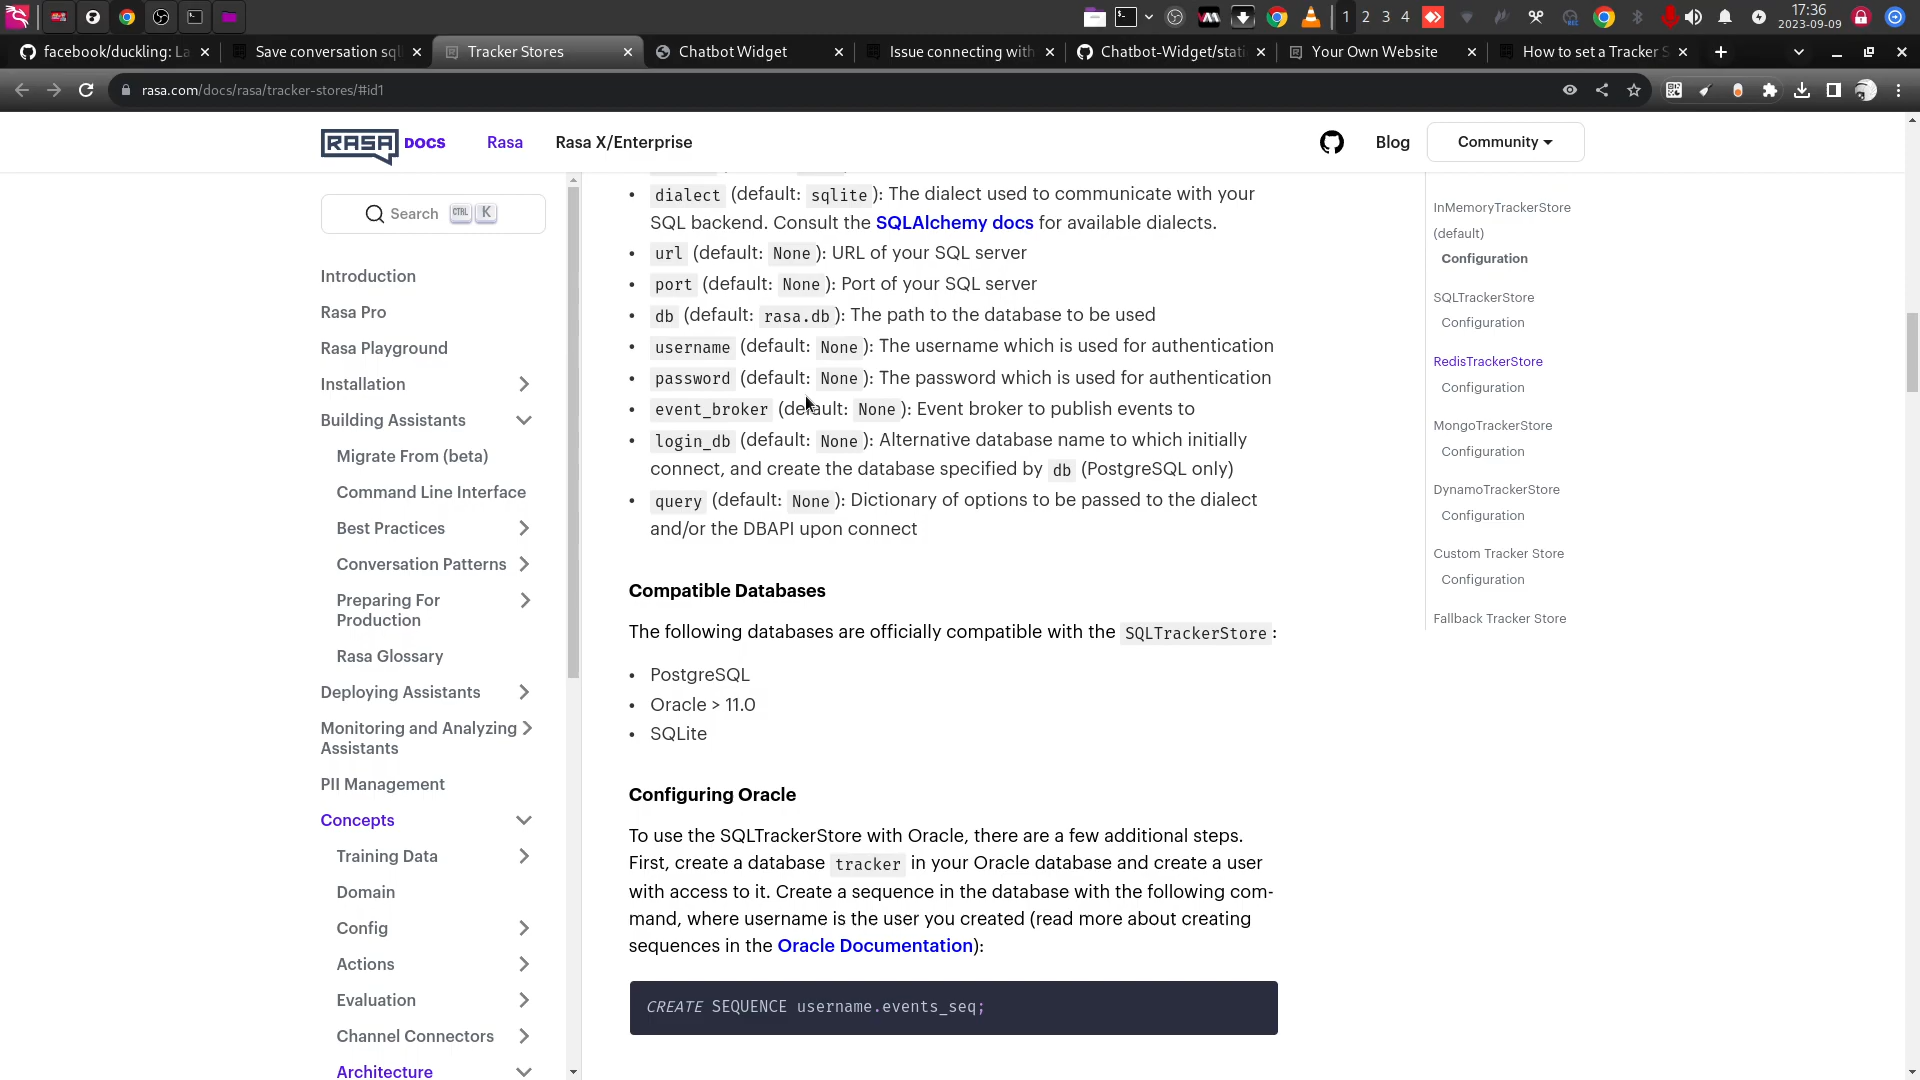 1 2 3 4
17:36
2023-09-09
facebook/duckling: La
Save conversation sql
Tracker Stores
Chatbot Widget
Issue connecting with
Chatbot-Widget/stati
Your Own Website
How to set a Tracker S
rasa.com/docs/rasa/tracker-stores/#id1
RASA DOCS
Rasa
Rasa X/Enterprise
Blog
Community
Search CTRL K
Introduction
Rasa Pro
Rasa Playground
Installation
Building Assistants
Migrate From (beta)
Command Line Interface
Best Practices
Conversation Patterns
Preparing For
Production
Rasa Glossary
Deploying Assistants
Monitoring and Analyzing
Assistants
PII Management
Concepts
Training Data
Domain
Config
Actions
Evaluation
Channel Connectors
Architecture
• dialect (default: sqlite): The dialect used to communicate with your
SQL backend. Consult the SQLAlchemy docs for available dialects.
• url (default: None): URL of your SQL server
• port (default: None): Port of your SQL server
• db (default: rasa.db): The path to the database to be used
• username (default: None): The username which is used for authentication
• password (default: None): The password which is used for authentication
• event_broker (default: None): Event broker to publish events to
• login_db (default: None): Alternative database name to which initially
connect, and create the database specified by db (PostgreSQL only)
• query (default: None): Dictionary of options to be passed to the dialect
and/or the DBAPI upon connect
Compatible Databases
The following databases are officially compatible with the SQLTrackerStore:
• PostgreSQL
• Oracle > 11.0
• SQLite
Configuring Oracle
To use the SQLTrackerStore with Oracle, there are a few additional steps.
First, create a database tracker in your Oracle database and create a user
with access to it. Create a sequence in the database with the following com-
mand, where username is the user you created (read more about creating
sequences in the Oracle Documentation):
CREATE SEQUENCE username.events_seq;
InMemoryTrackerStore
(default)
Configuration
SQLTrackerStore
Configuration
RedisTrackerStore
Configuration
MongoTrackerStore
Configuration
DynamoTrackerStore
Configuration
Custom Tracker Store
Configuration
Fallback Tracker Store